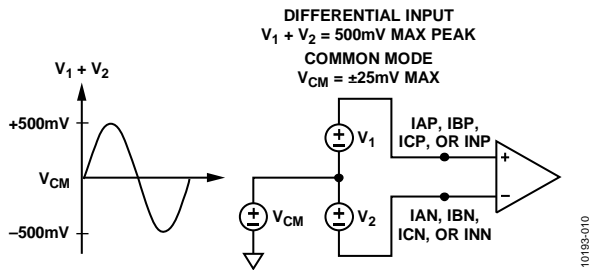 DIFFERENTIAL INPUT
V1 + V2 = 500mV MAX PEAK
COMMON MODE
VCM = ±25mV MAX
V1 + V2
+500mV
VCM
–500mV
V1
V2
VCM
IAP, IBP,
ICP, OR INP
IAN, IBN,
ICN, OR INN
10193-010